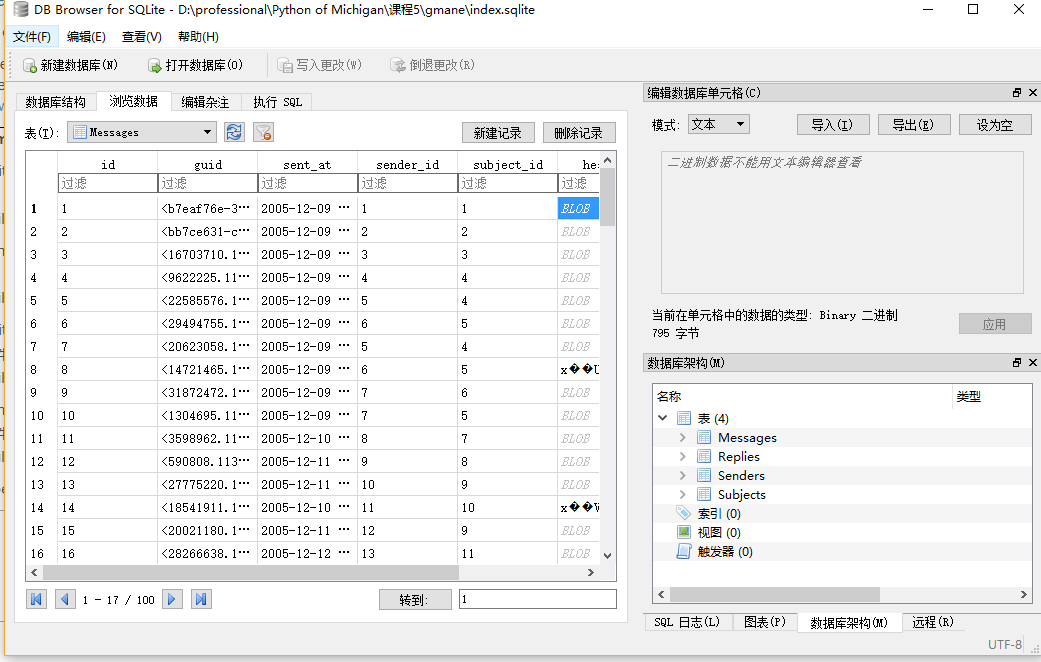 DB Browser for SQLite - D:\professional\Python of Michigan\课程5\gmane\index.sqlite
文件(F) 编辑(E) 查看(V) 帮助(H)
新建数据库(N) 打开数据库(O) 写入更改(W) 倒退更改(R)
数据库结构 浏览数据 编辑杂注 执行 SQL
表(T): Messages 新建记录 删除记录
id guid sent_at sender_id subject_id
过滤 过滤 过滤 过滤 过滤 过滤
1 1 <b7eaf76e-3… 2005-12-09 … 1 1 BLOB
2 2 <bb7ce631-c… 2005-12-09 … 2 2 BLOB
3 3 <16703710.1… 2005-12-09 … 3 3 BLOB
4 4 <9622225.11… 2005-12-09 … 4 4 BLOB
5 5 <22585576.1… 2005-12-09 … 5 4 BLOB
6 6 <29494755.1… 2005-12-09 … 6 5 BLOB
7 7 <20623058.1… 2005-12-09 … 5 4 BLOB
8 8 <14721465.1… 2005-12-09 … 6 5 x��U
9 9 <31872472.1… 2005-12-09 … 7 6 BLOB
10 10 <1304695.11… 2005-12-09 … 7 5 BLOB
11 11 <3598962.11… 2005-12-10 … 8 7 BLOB
12 12 <590808.113… 2005-12-11 … 9 8 BLOB
13 13 <27775220.1… 2005-12-11 … 10 9 BLOB
14 14 <18541911.1… 2005-12-10 … 11 10
15 15 <20021180.1… 2005-12-11 … 12 9 BLOB
16 16 <28266638.1… 2005-12-12 … 13 11 BLOB
1 - 17 / 100 转到: 1
编辑数据库单元格(C)
模式: 文本 导入(I) 导出(E) 设为空
二进制数据不能用文本编辑器查看
当前在单元格中的数据的类型: Binary 二进制
795 字节
应用
数据库架构(M)
名称 类型
表 (4)
Messages
Replies
Senders
Subjects
索引 (0)
视图 (0)
触发器 (0)
SQL 日志(L) 图表(P) 数据库架构(M) 远程(R)
UTF-8